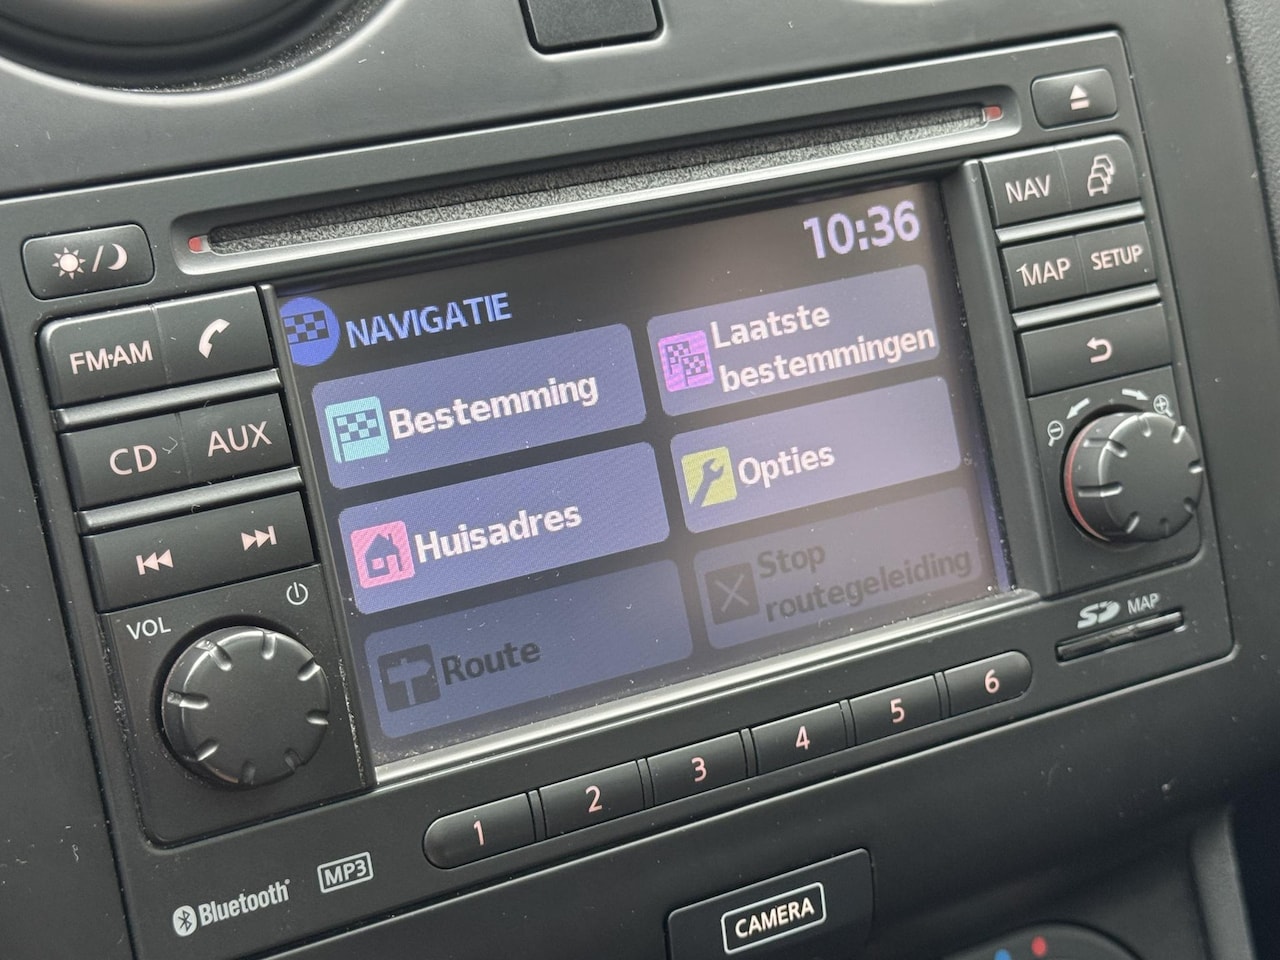 NAV
10:36
MAP
SETUP
FM·AM
NAVIGATIE
Laatste
bestemmingen
Bestemming
CD
AUX
Opties
Huisadres
Stop
routegeleiding
Route
VOL
SD MAP
1 2 3 4 5 6
Bluetooth®
MP3
CAMERA